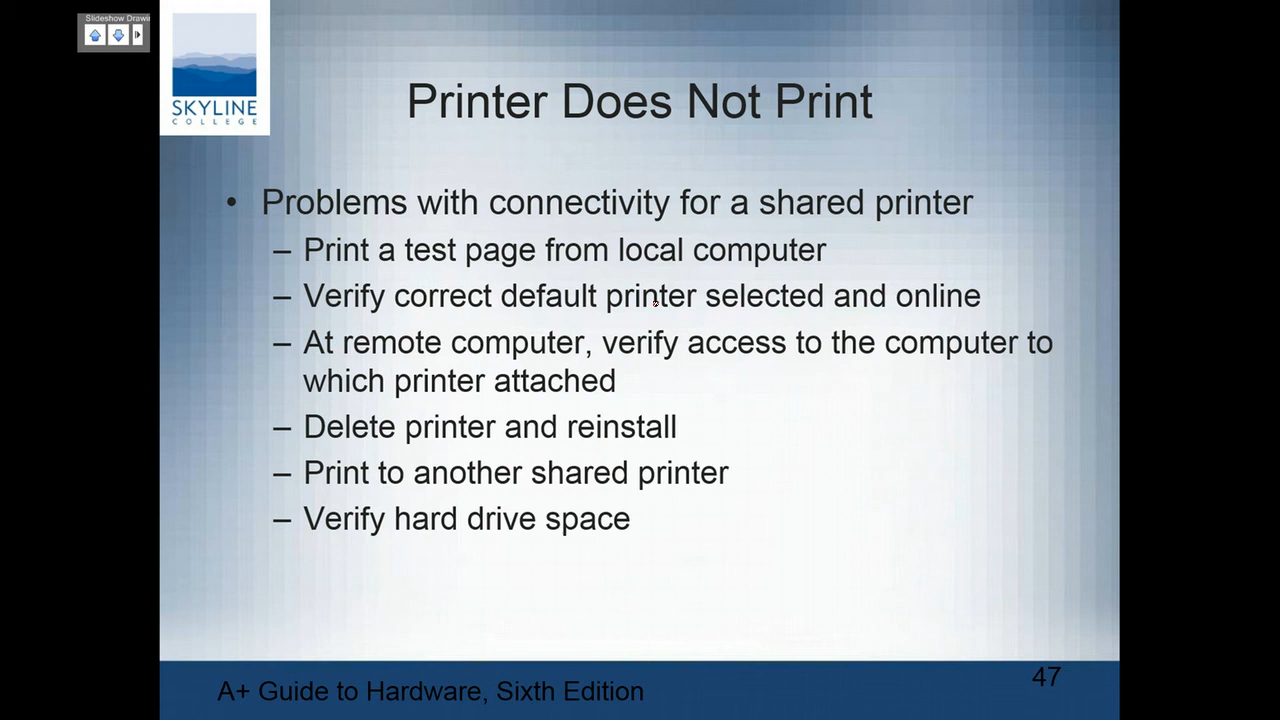 Slideshow Drawi
SKYLINE
COLLEGE
Printer Does Not Print
• Problems with connectivity for a shared printer
– Print a test page from local computer
– Verify correct default printer selected and online
– At remote computer, verify access to the computer to
which printer attached
– Delete printer and reinstall
– Print to another shared printer
– Verify hard drive space
47
A+ Guide to Hardware, Sixth Edition